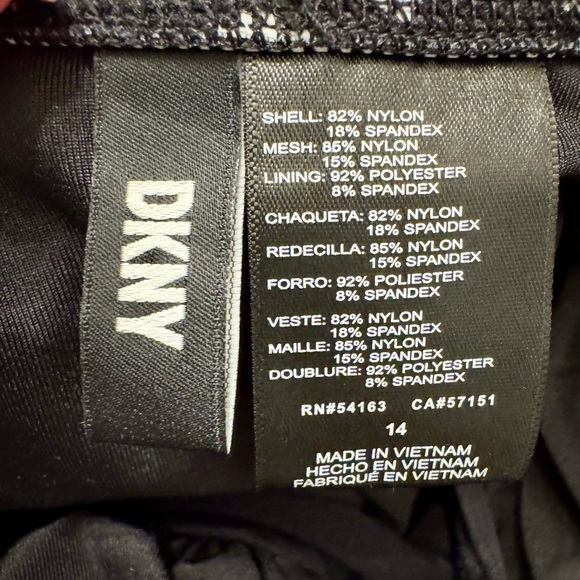 DKNY
SHELL: 82% NYLON
18% SPANDEX
MESH: 85% NYLON
15% SPANDEX
LINING: 92% POLYESTER
8% SPANDEX
CHAQUETA: 82% NYLON
18% SPANDEX
REDECILLA: 85% NYLON
15% SPANDEX
FORRO: 92% POLIESTER
8% SPANDEX
VESTE: 82% NYLON
18% SPANDEX
MAILLE: 85% NYLON
15% SPANDEX
DOUBLURE: 92% POLYESTER
8% SPANDEX
RN#54163 CA#57151
14
MADE IN VIETNAM
HECHO EN VIETNAM
FABRIQUÉ EN VIETNAM